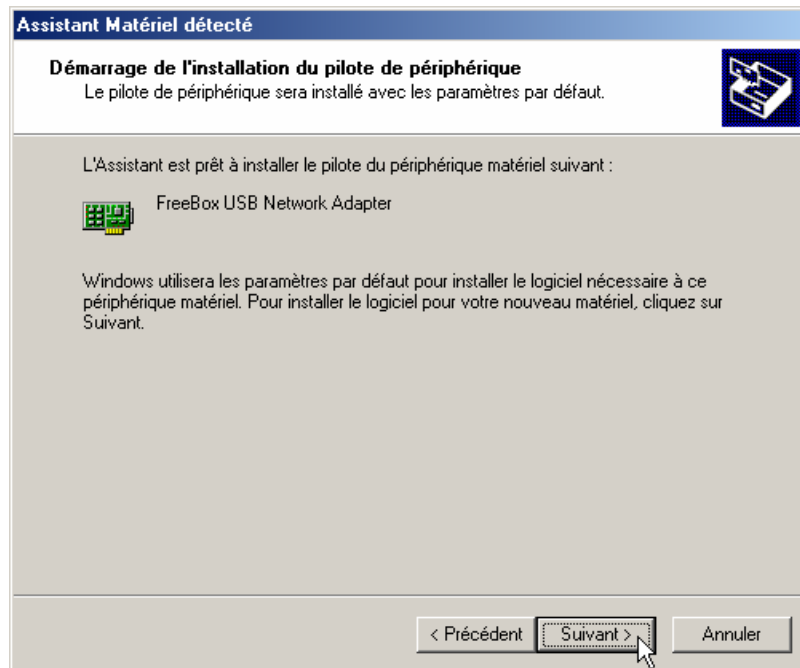 Assistant Matériel détecté
Démarrage de l'installation du pilote de périphérique
Le pilote de périphérique sera installé avec les paramètres par défaut.
L'Assistant est prêt à installer le pilote du périphérique matériel suivant :
FreeBox USB Network Adapter
Windows utilisera les paramètres par défaut pour installer le logiciel nécessaire à ce
périphérique matériel. Pour installer le logiciel pour votre nouveau matériel, cliquez sur
Suivant.
< Précédent Suivant > Annuler